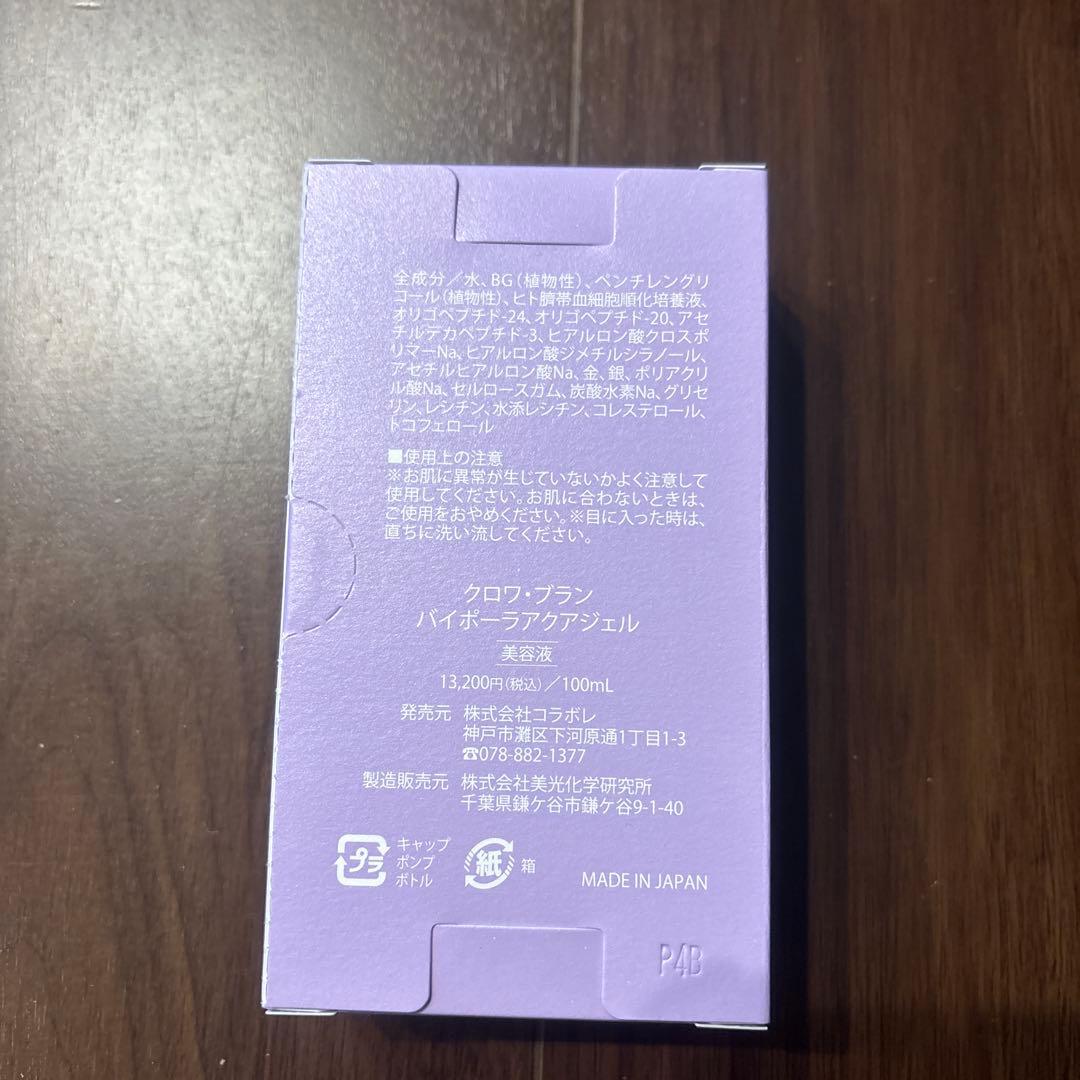 全成分／水、BG(植物性)、ペンチレングリ
コール(植物性)、ヒト臍帯血細胞順化培養液、
オリゴペプチド-24、オリゴペプチド-20、アセ
チルデカペプチド-3、ヒアルロン酸クロスポ
リマーNa、ヒアルロン酸ジメチルシラノール、
アセチルヒアルロン酸Na、金、銀、ポリアクリ
ル酸Na、セルロースガム、炭酸水素Na、グリセ
リン、レシチン、水添レシチン、コレステロール、
トコフェロール
■使用上の注意
※お肌に異常が生じていないかよく注意して
使用してください。お肌に合わないときは、
ご使用をおやめください。※目に入った時は、
直ちに洗い流してください。
クロワ・ブラン
バイポーラアクアジェル
美容液
13,200円(税込)／100mL
発売元 株式会社コラボレ
神戸市灘区下河原通1丁目1-3
☎078-882-1377
製造販売元 株式会社美光化学研究所
千葉県鎌ケ谷市鎌ケ谷9-1-40
プラ キャップ
ポンプ
ボトル
紙 箱
MADE IN JAPAN
P4B